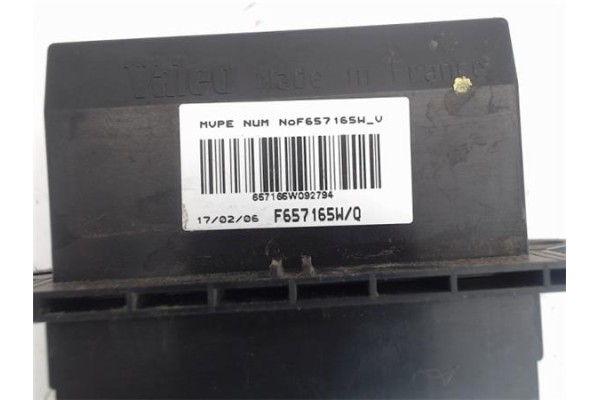 Valeo Made in France
MVPE NUM NoF657165W_V
657165W092794
17/02/06 F657165W/Q